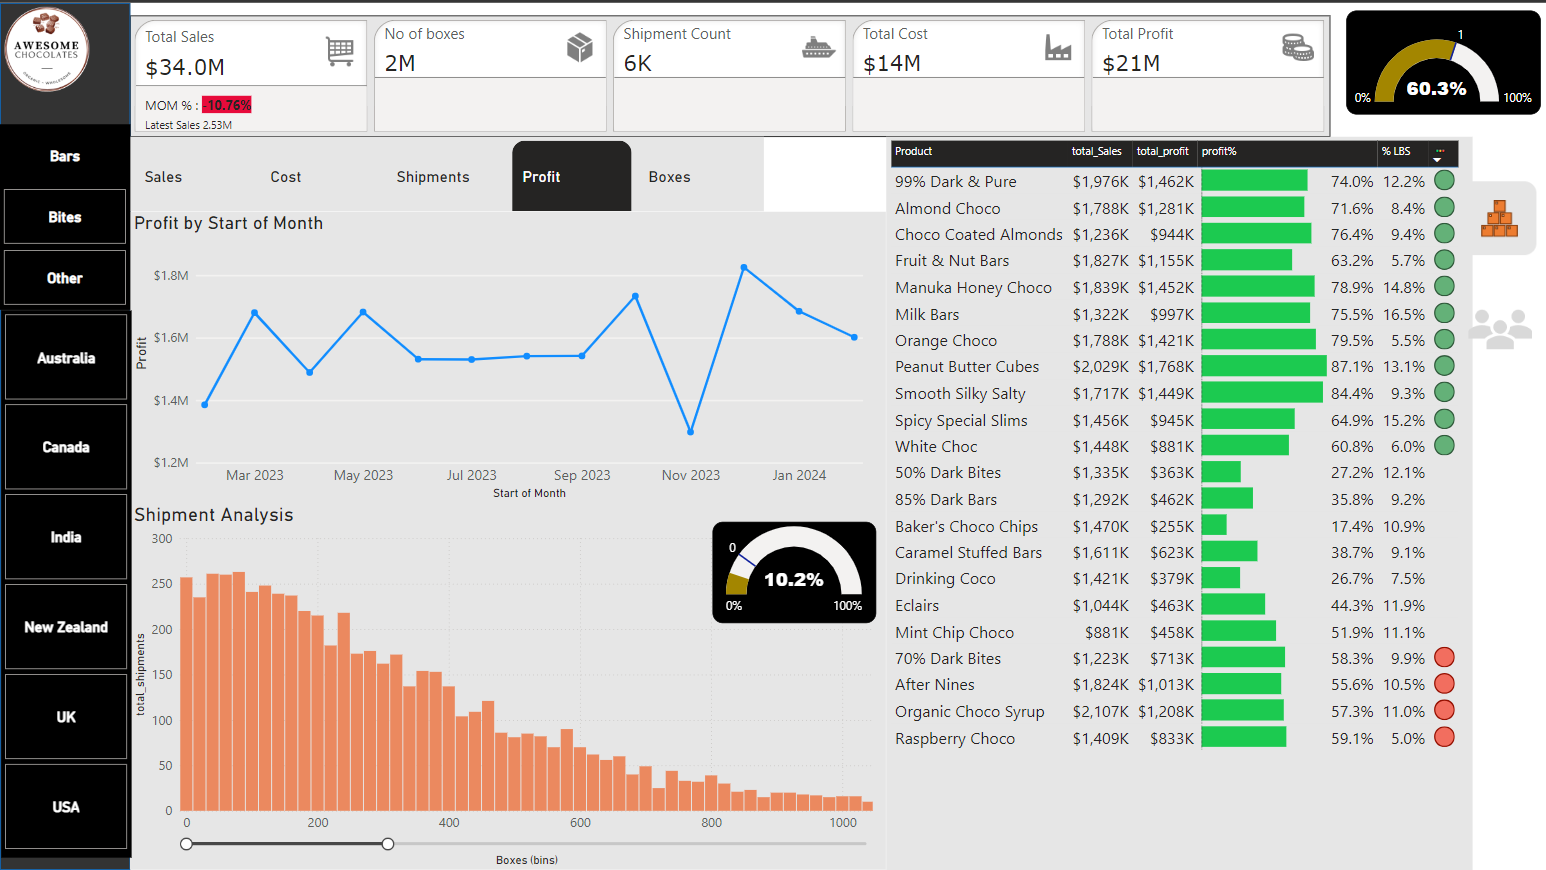 AWESOME
CHOCOLATES
Total Sales
$34.0M
MOM % : -10.76%
Latest Sales 2.53M
No of boxes
2M
Shipment Count
6K
Total Cost
$14M
Total Profit
$21M
1
60.3%
0%
100%
Bars
Bites
Other
Australia
Canada
India
New Zealand
UK
USA
Sales
Cost
Shipments
Profit
Boxes
Profit by Start of Month
Profit
$1.8M
$1.6M
$1.4M
$1.2M
Mar 2023
May 2023
Jul 2023
Sep 2023
Nov 2023
Jan 2024
Start of Month
Shipment Analysis
total_shipments
300
250
200
150
100
50
0
0
200
400
600
800
1000
Boxes (bins)
0
10.2%
0%
100%
Product total_Sales total_profit profit% % LBS
99% Dark & Pure $1,976K $1,462K 74.0% 12.2%
Almond Choco $1,788K $1,281K 71.6% 8.4%
Choco Coated Almonds $1,236K $944K 76.4% 9.4%
Fruit & Nut Bars $1,827K $1,155K 63.2% 5.7%
Manuka Honey Choco $1,839K $1,452K 78.9% 14.8%
Milk Bars $1,322K $997K 75.5% 16.5%
Orange Choco $1,788K $1,421K 79.5% 5.5%
Peanut Butter Cubes $2,029K $1,768K 87.1% 13.1%
Smooth Silky Salty $1,717K $1,449K 84.4% 9.3%
Spicy Special Slims $1,456K $945K 64.9% 15.2%
White Choc $1,448K $881K 60.8% 6.0%
50% Dark Bites $1,335K $363K 27.2% 12.1%
85% Dark Bars $1,292K $462K 35.8% 9.2%
Baker's Choco Chips $1,470K $255K 17.4% 10.9%
Caramel Stuffed Bars $1,611K $623K 38.7% 9.1%
Drinking Coco $1,421K $379K 26.7% 7.5%
Eclairs $1,044K $463K 44.3% 11.9%
Mint Chip Choco $881K $458K 51.9% 11.1%
70% Dark Bites $1,223K $713K 58.3% 9.9%
After Nines $1,824K $1,013K 55.6% 10.5%
Organic Choco Syrup $2,107K $1,208K 57.3% 11.0%
Raspberry Choco $1,409K $833K 59.1% 5.0%